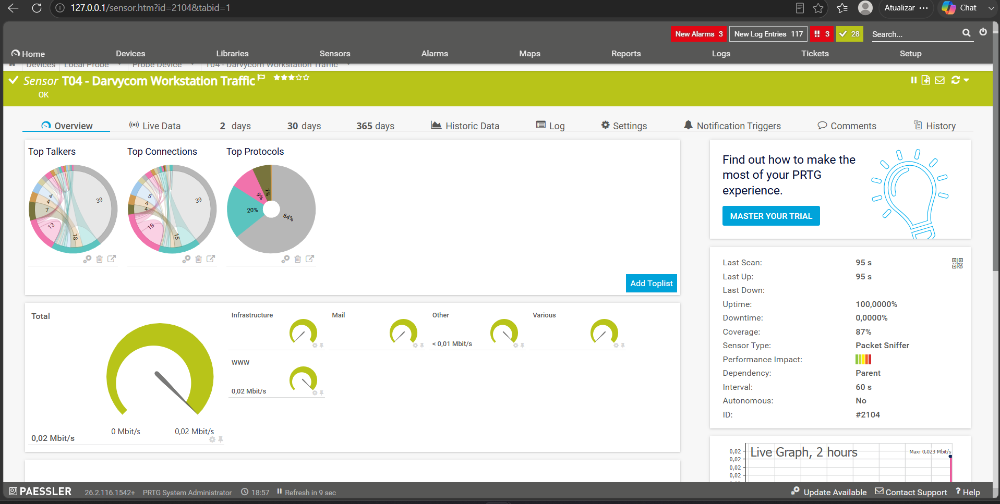 127.0.0.1/sensor.htm?id=2104&tabid=1
Atualizar
Chat
New Alarms 3
New Log Entries 117
3
28
Search...
Home
Devices
Libraries
Sensors
Alarms
Maps
Reports
Logs
Tickets
Setup
Devices
Local Probe
Probe Device
T04 - Darvycom Workstation Traffic
Sensor T04 - Darvycom Workstation Traffic
OK
Overview
Live Data
2 days
30 days
365 days
Historic Data
Log
Settings
Notification Triggers
Comments
History
Top Talkers
39
4
4
7
13
18
Top Connections
39
5
4
4
18
15
Top Protocols
7%
9%
20%
64%
Add Toplist
Find out how to make the
most of your PRTG
experience.
MASTER YOUR TRIAL
Last Scan: 95 s
Last Up: 95 s
Last Down:
Uptime: 100,0000%
Downtime: 0,0000%
Coverage: 87%
Sensor Type: Packet Sniffer
Performance Impact:
Dependency: Parent
Interval: 60 s
Autonomous: No
ID: #2104
Total
0 Mbit/s
0,02 Mbit/s
0,02 Mbit/s
Infrastructure
Mail
Other
< 0,01 Mbit/s
Various
WWW
0,02 Mbit/s
Live Graph, 2 hours
Max: 0,023 Mbit/s
0,02
0,02
0,02
0,02
PAESSLER
26.2.116.1542+
PRTG System Administrator
18:57
Refresh in 9 sec
Update Available
Contact Support
? Help